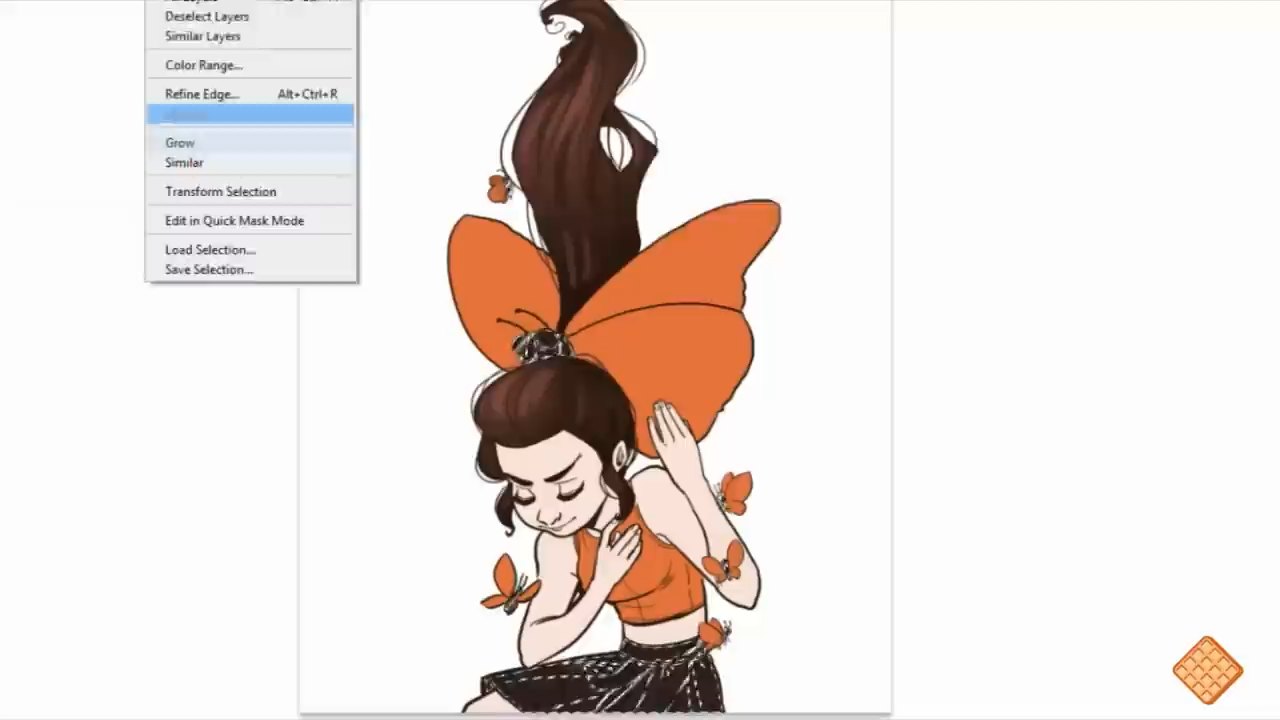 Deselect Layers
Similar Layers
Color Range...
Refine Edge... Alt+Ctrl+R
Grow
Similar
Transform Selection
Edit in Quick Mask Mode
Load Selection...
Save Selection...